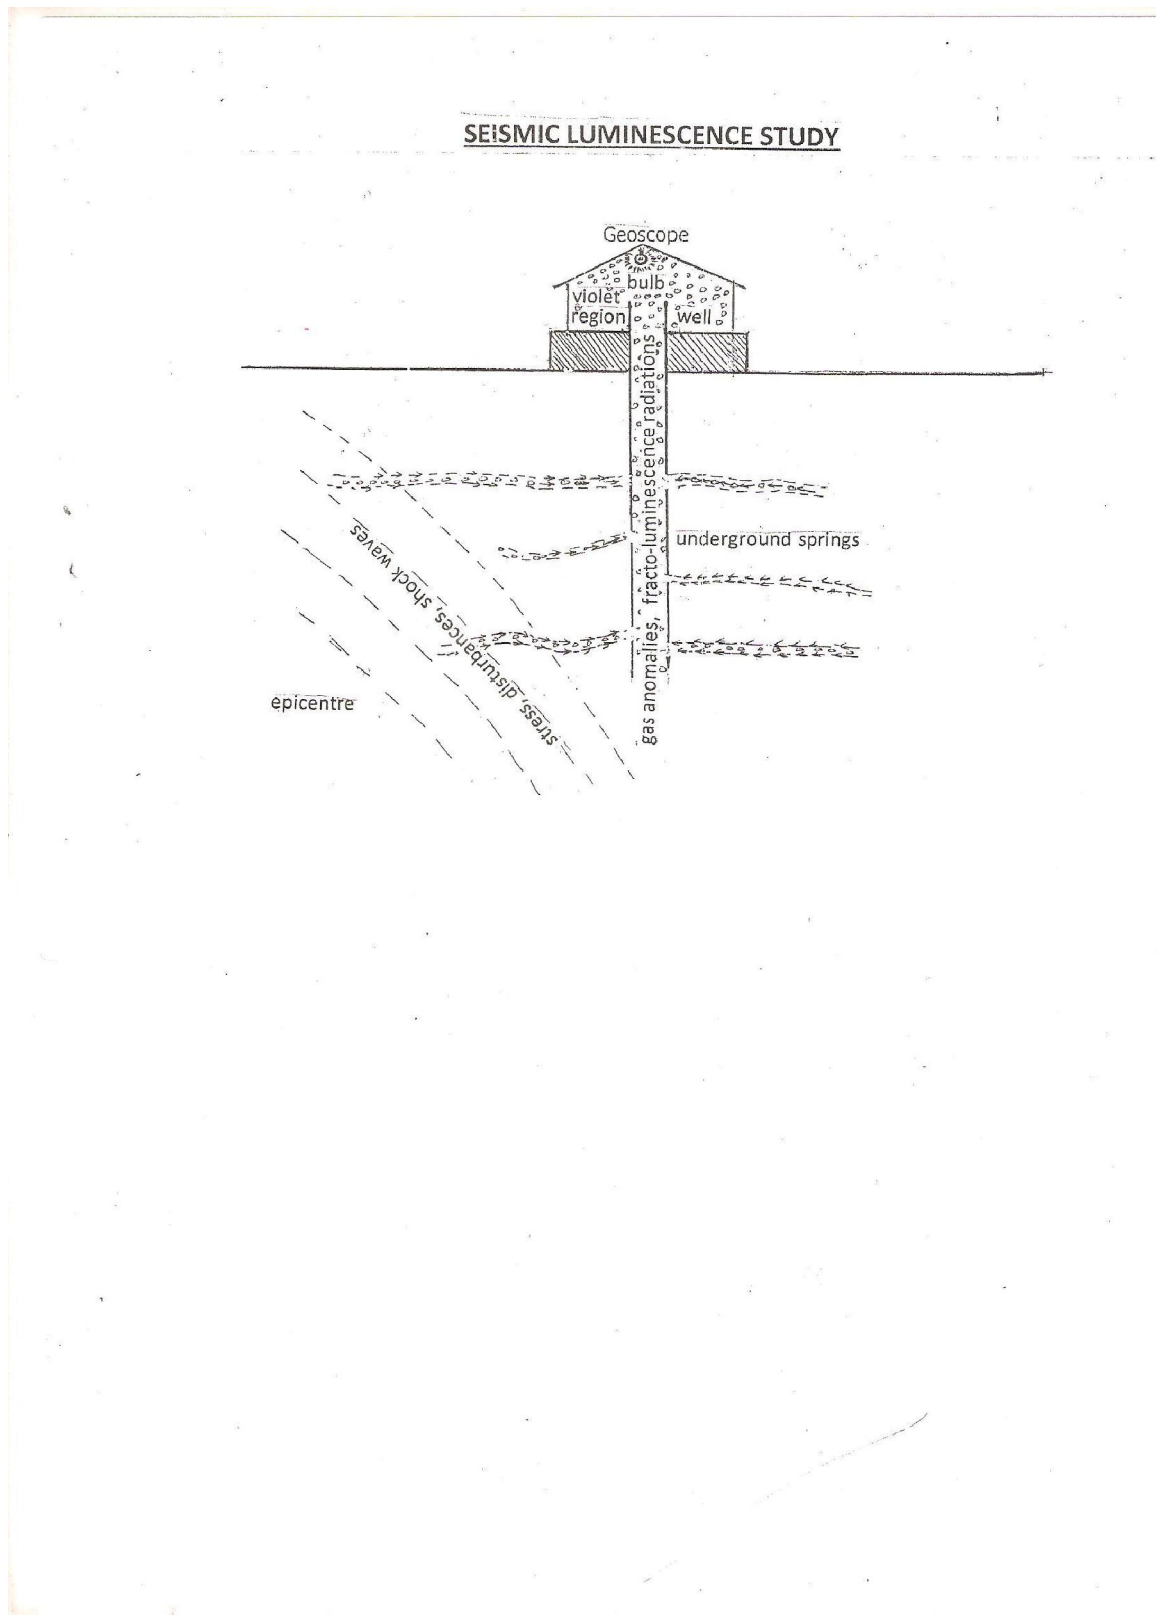 SEISMIC LUMINESCENCE STUDY
Geoscope
bulb
violet
region
well
gas anomalies, fracto-luminescence radiations
underground springs
stress, disturbances, shock waves
epicentre